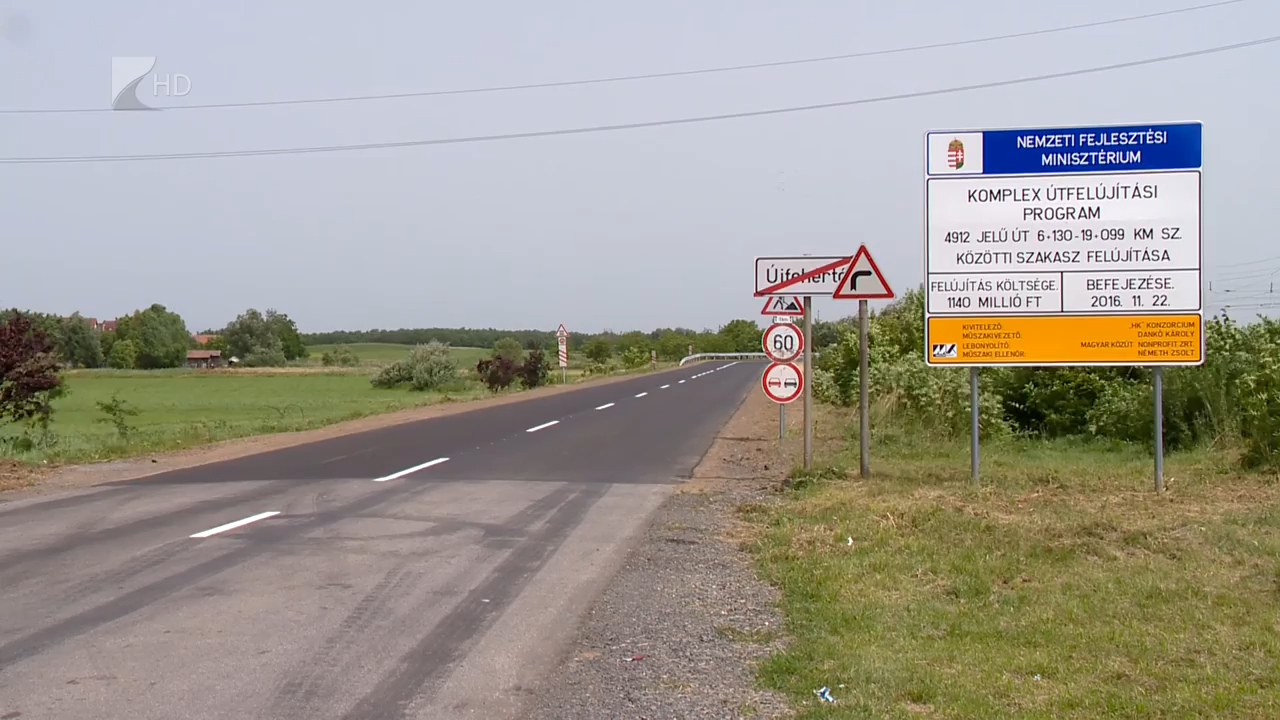 HD
NEMZETI FEJLESZTÉSI
MINISZTÉRIUM
KOMPLEX ÚTFELÚJÍTÁSI
PROGRAM
4912 JELŰ ÚT 6+130-19+099 KM SZ.
KÖZÖTTI SZAKASZ FELÚJÍTÁSA
FELÚJÍTÁS KÖLTSÉGE.
1140 MILLIÓ FT
BEFEJEZÉSE.
2016. 11. 22.
KIVITELEZŐ: „HK" KONZORCIUM
MŰSZAKIVEZETŐ: DANKÓ KÁROLY
LEBONYOLÍTÓ: MAGYAR KÖZÚT NONPROFIT.ZRT.
MŰSZAKI ELLENŐR: NÉMETH ZSOLT
Újfehértó
60